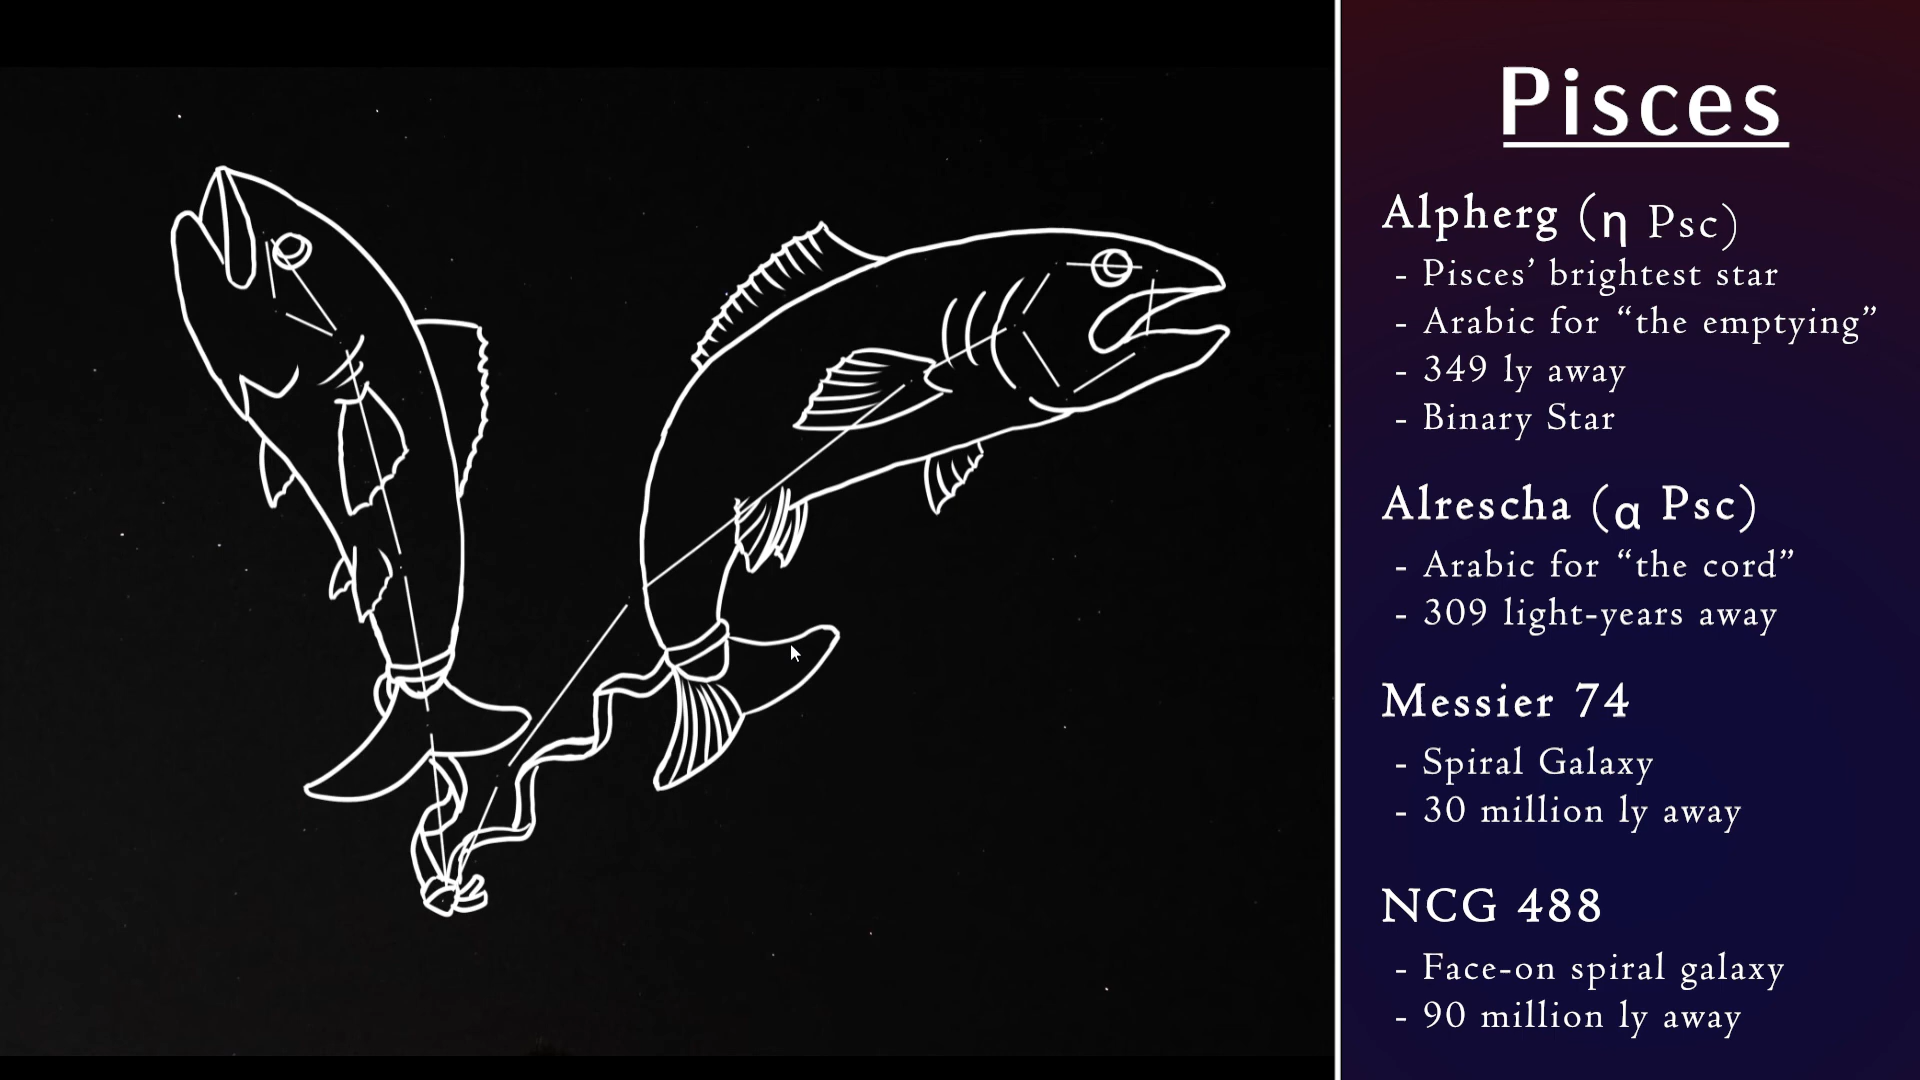 Pisces
Alpherg (η Psc)
- Pisces’ brightest star
- Arabic for “the emptying”
- 349 ly away
- Binary Star
Alrescha (α Psc)
- Arabic for “the cord”
- 309 light-years away
Messier 74
- Spiral Galaxy
- 30 million ly away
NCG 488
- Face-on spiral galaxy
- 90 million ly away